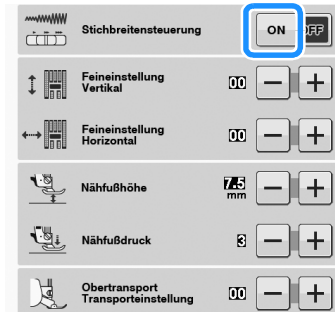 Stichbreitensteuerung ON OFF
Feineinstellung
Vertikal 00
Feineinstellung
Horizontal 00
Nähfußhöhe 7.5
mm
Nähfußdruck 3
Obertransport
Transporteinstellung 00